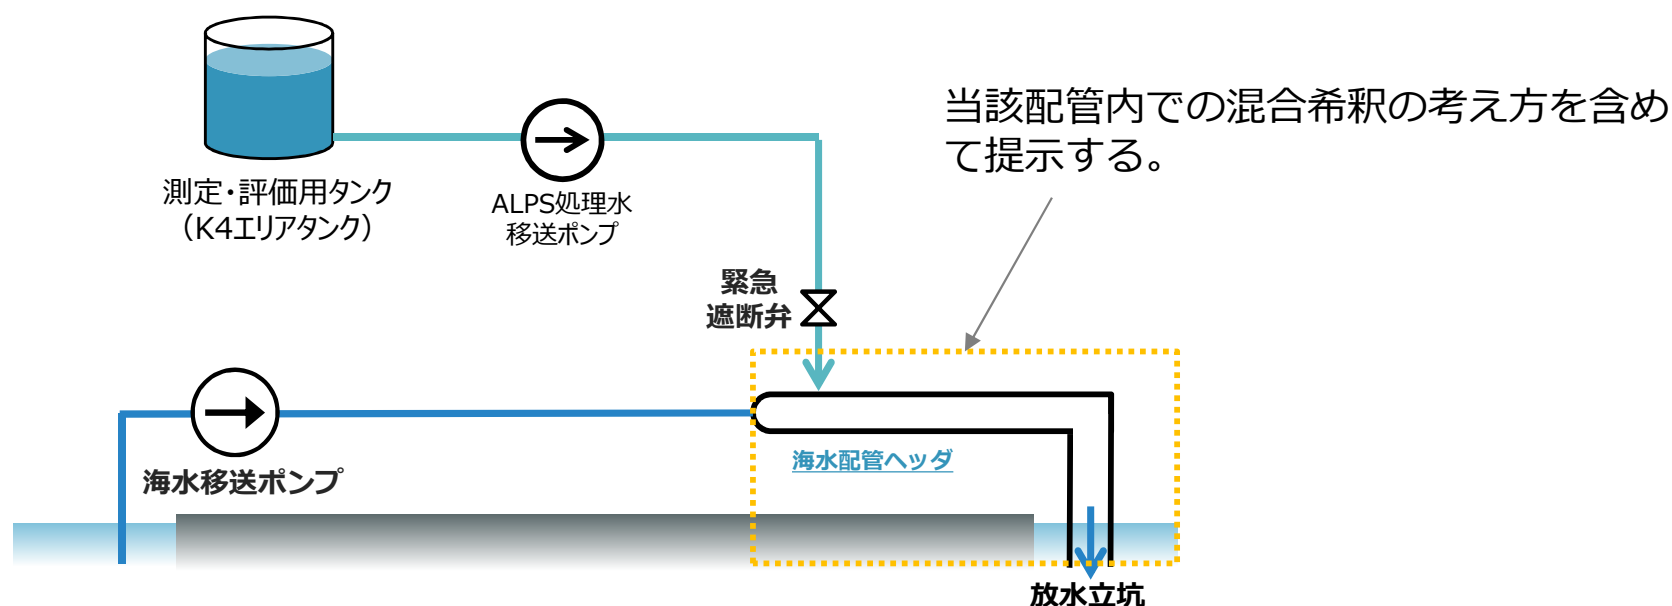 当該配管内での混合希釈の考え方を含め
て提示する。
測定・評価用タンク
（K4エリアタンク）
ALPS処理水
移送ポンプ
緊急
遮断弁
海水配管ヘッダ
海水移送ポンプ
放水立坑